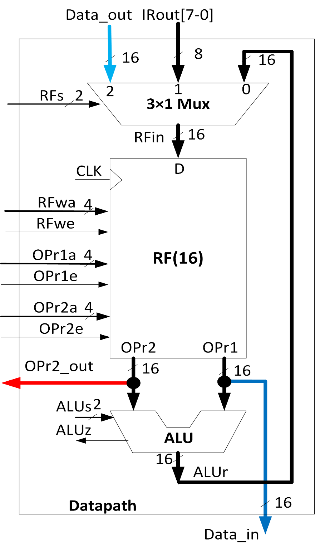 Data_out IRout[7-0]
16 8 16
2 1 0
RFs 2 3×1 Mux
RFin 16
CLK D
RFwa 4
RFwe
OPr1a 4 RF(16)
OPr1e
OPr2a 4
OPr2e
OPr2 OPr1
OPr2_out 16 16
ALUs 2
ALUz ALU
16 ALUr
Datapath 16
Data_in